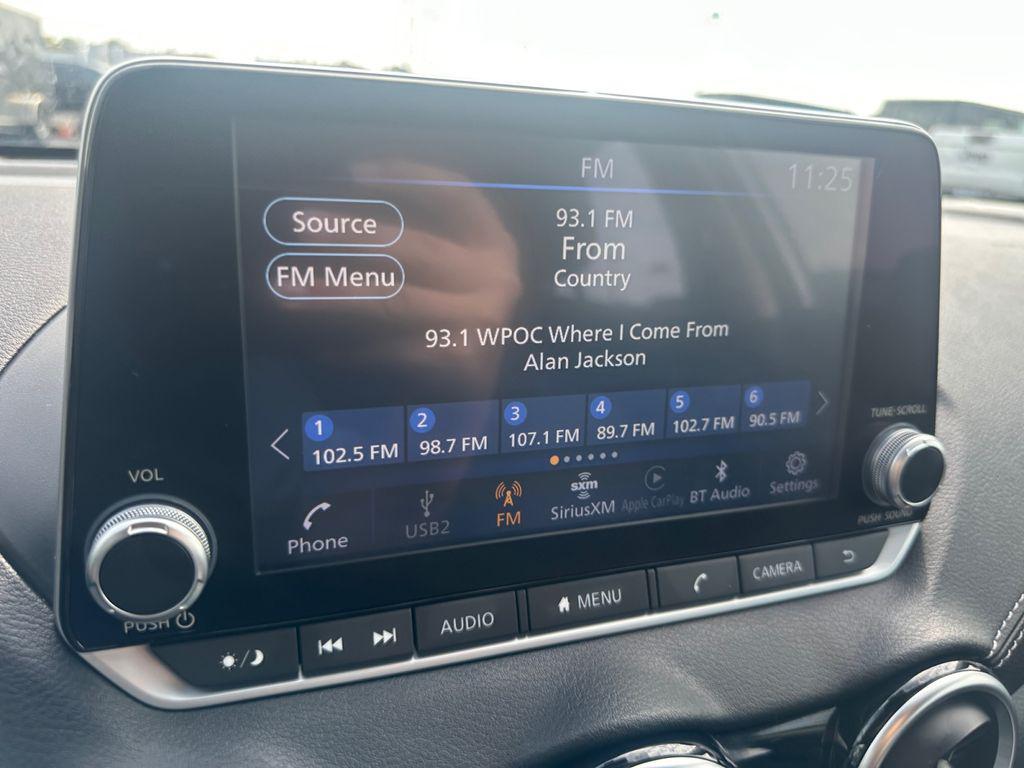 FM
11:25
Source
93.1 FM
From
FM Menu
Country
93.1 WPOC Where I Come From
Alan Jackson
1 102.5 FM
2 98.7 FM
3 107.1 FM
4 89.7 FM
5 102.7 FM
6 90.5 FM
Phone
USB2
FM
sxm
SiriusXM
Apple CarPlay
BT Audio
Settings
VOL
PUSH
TUNE·SCROLL
PUSH SOUND
AUDIO
MENU
CAMERA